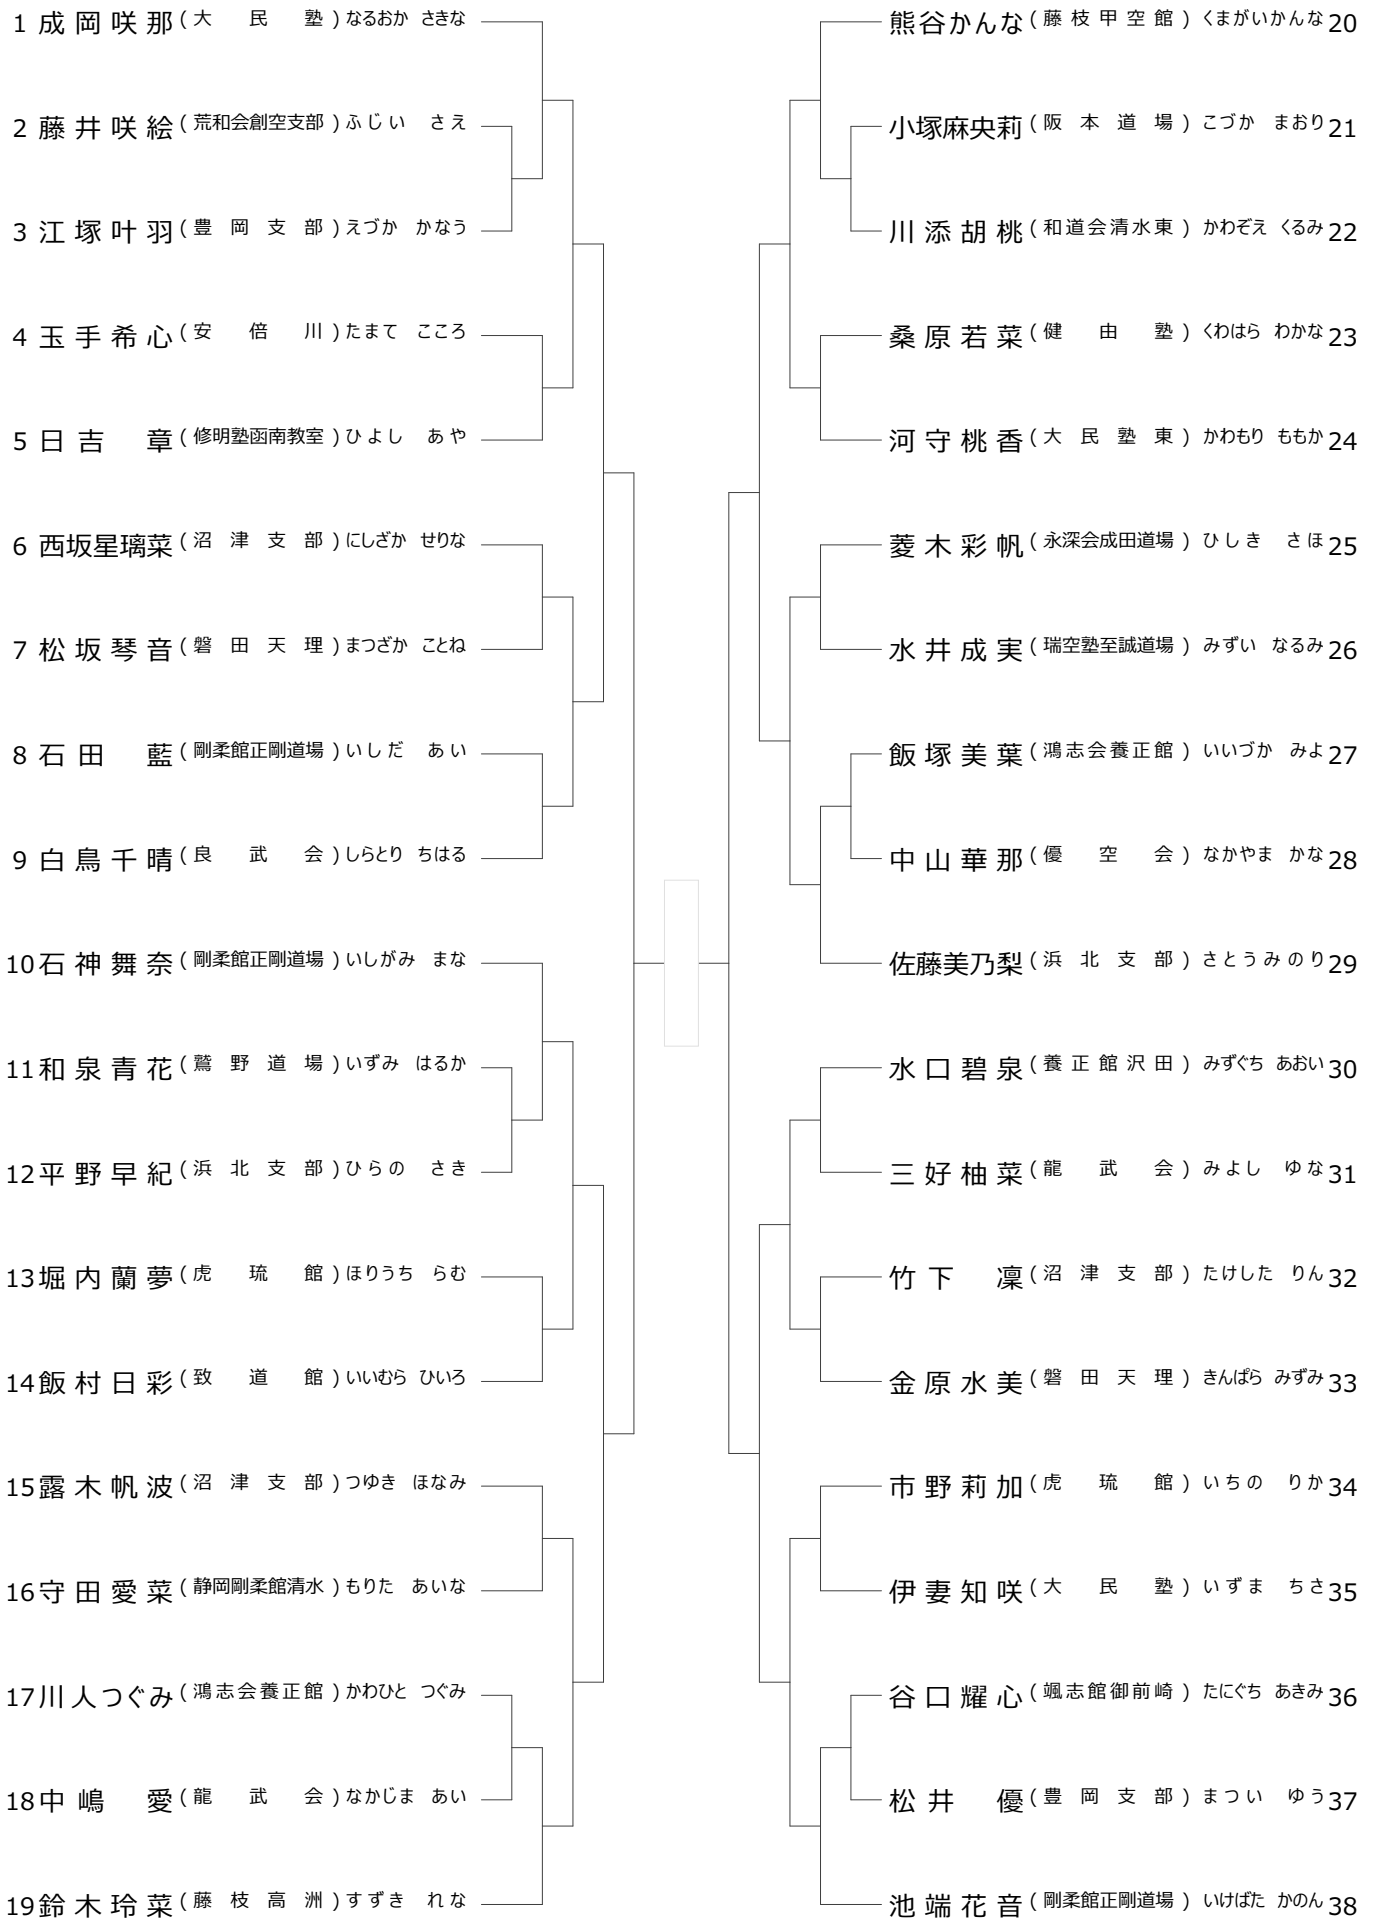 1 成岡咲那 (大民塾) なるおか さきな
2 藤井咲絵 (荒和会創空支部) ふじい さえ
3 江塚叶羽 (豊岡支部) えづか かなう
4 玉手希心 (安倍川) たまて こころ
5 日吉 章 (修明塾函南教室) ひよし あや
6 西坂星璃菜 (沼津支部) にしざか せりな
7 松坂琴音 (磐田天理) まつざか ことね
8 石田 藍 (剛柔館正剛道場) いしだ あい
9 白鳥千晴 (良武会) しらとり ちはる
10 石神舞奈 (剛柔館正剛道場) いしがみ まな
11 和泉青花 (鷲野道場) いずみ はるか
12 平野早紀 (浜北支部) ひらの さき
13 堀内蘭夢 (虎琉館) ほりうち らむ
14 飯村日彩 (致道館) いいむら ひいろ
15 露木帆波 (沼津支部) つゆき ほなみ
16 守田愛菜 (静岡剛柔館清水) もりた あいな
17 川人つぐみ (鴻志会養正館) かわひと つぐみ
18 中嶋 愛 (龍武会) なかじま あい
19 鈴木玲菜 (藤枝高洲) すずき れな
熊谷かんな (藤枝甲空館) くまがいかんな 20
小塚麻央莉 (阪本道場) こづか まおり 21
川添胡桃 (和道会清水東) かわぞえ くるみ 22
桑原若菜 (健由塾) くわはら わかな 23
河守桃香 (大民塾東) かわもり ももか 24
菱木彩帆 (永深会成田道場) ひしき さほ 25
水井成実 (瑞空塾至誠道場) みずい なるみ 26
飯塚美葉 (鴻志会養正館) いいづか みよ 27
中山華那 (優空会) なかやま かな 28
佐藤美乃梨 (浜北支部) さとうみのり 29
水口碧泉 (養正館沢田) みずぐち あおい 30
三好柚菜 (龍武会) みよし ゆな 31
竹下 凜 (沼津支部) たけした りん 32
金原水美 (磐田天理) きんぱら みずみ 33
市野莉加 (虎琉館) いちの りか 34
伊妻知咲 (大民塾) いずま ちさ 35
谷口耀心 (颯志館御前崎) たにぐち あきみ 36
松井 優 (豊岡支部) まつい ゆう 37
池端花音 (剛柔館正剛道場) いけばた かのん 38